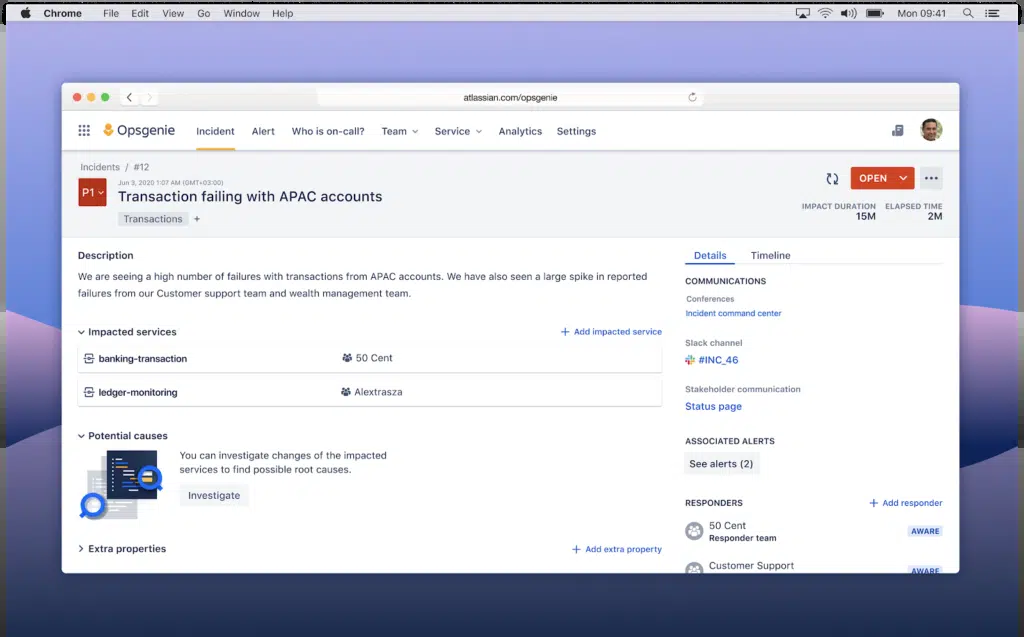 Chrome File Edit View Go Window Help Mon 09:41
atlassian.com/opsgenie
Opsgenie Incident Alert Who is on-call? Team Service Analytics Settings
Incidents / #12
Jun 3, 2020 1:07 AM (GMT+03:00)
P1
Transaction failing with APAC accounts
Transactions +
OPEN
IMPACT DURATION ELAPSED TIME
15M 2M
Description
We are seeing a high number of failures with transactions from APAC accounts. We have also seen a large spike in reported
failures from our Customer support team and wealth management team.
Impacted services + Add impacted service
banking-transaction 50 Cent
ledger-monitoring Alextrasza
Potential causes
You can investigate changes of the impacted
services to find possible root causes.
Investigate
Extra properties + Add extra property
Details Timeline
COMMUNICATIONS
Conferences
Incident command center
Slack channel
#INC_46
Stakeholder communication
Status page
ASSOCIATED ALERTS
See alerts (2)
RESPONDERS + Add responder
50 Cent
Responder team AWARE
Customer Support AWARE